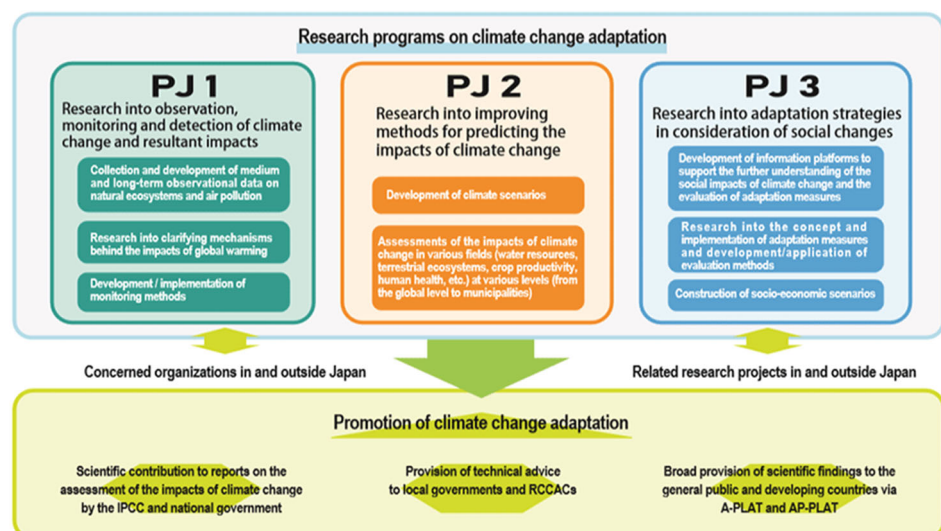 Research programs on climate change adaptation
PJ 1
Research into observation,
monitoring and detection of climate
change and resultant impacts
Collection and development of medium
and long-term observational data on
natural ecosystems and air pollution
Research into clarifying mechanisms
behind the impacts of global warming
Development / implementation of
monitoring methods
PJ 2
Research into improving
methods for predicting the
impacts of climate change
Development of climate scenarios
Assessments of the impacts of climate
change in various fields (water resources,
terrestrial ecosystems, crop productivity,
human health, etc.) at various levels (from
the global level to municipalities)
PJ 3
Research into adaptation strategies
in consideration of social changes
Development of information platforms to
support the further understanding of the
social impacts of climate change and the
evaluation of adaptation measures
Research into the concept and
implementation of adaptation measures
and development/application of
evaluation methods
Construction of socio-economic scenarios
Concerned organizations in and outside Japan
Related research projects in and outside Japan
Promotion of climate change adaptation
Scientific contribution to reports on the
assessment of the impacts of climate change
by the IPCC and national government
Provision of technical advice
to local governments and RCCACs
Broad provision of scientific findings to the
general public and developing countries via
A-PLAT and AP-PLAT